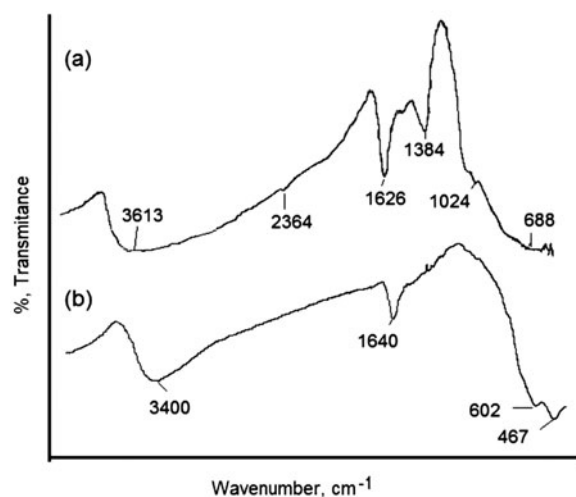 (a)
1384
3613
2364
1626
1024
688
%, Transmitance
(b)
1640
3400
602
467
Wavenumber, cm⁻¹